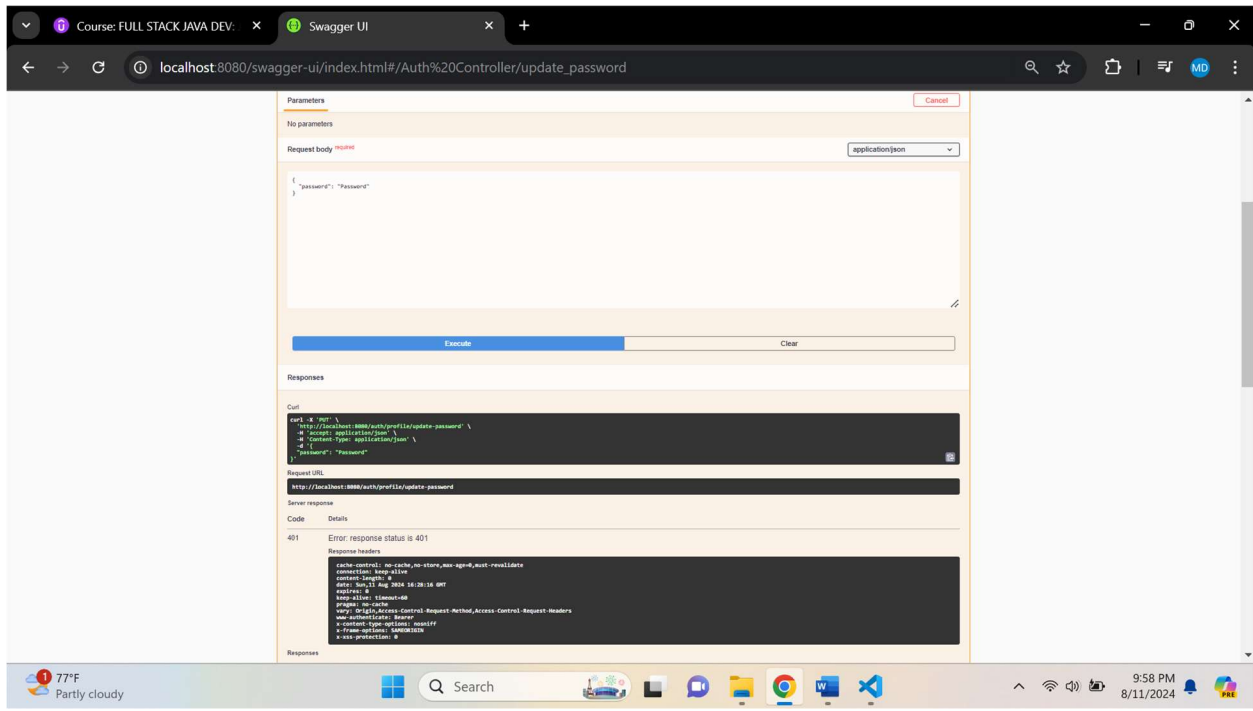 Course: FULL STACK JAVA DEV:
Swagger UI
localhost:8080/swagger-ui/index.html#/Auth%20Controller/update_password
MD
Parameters
Cancel
No parameters
Request body required
application/json
{
"password": "Password"
}
Execute
Clear
Responses
Curl
curl -X 'PUT' \
'http://localhost:8080/auth/profile/update-password' \
-H 'accept: application/json' \
-H 'Content-Type: application/json' \
-d '{
"password": "Password"
}'
Request URL
http://localhost:8080/auth/profile/update-password
Server response
Code Details
401 Error: response status is 401
Response headers
cache-control: no-cache,no-store,max-age=0,must-revalidate
connection: keep-alive
content-length: 0
date: Sun,11 Aug 2024 16:28:16 GMT
expires: 0
keep-alive: timeout=60
pragma: no-cache
vary: Origin,Access-Control-Request-Method,Access-Control-Request-Headers
www-authenticate: Bearer
x-content-type-options: nosniff
x-frame-options: SAMEORIGIN
x-xss-protection: 0
Responses
1
77°F
Partly cloudy
Search
9:58 PM
8/11/2024
PRE